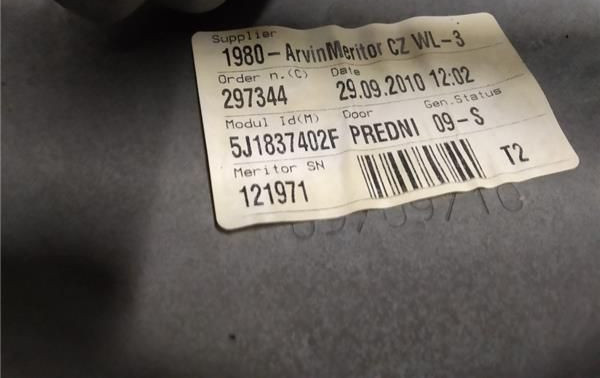 Supplier
1980-ArvinMeritor CZ WL-3
Order n.(C) Date
297344 29.09.2010 12:02
Modul Id(M) Door Gen.Status
5J1837402F PREDNI 09-S
Meritor SN
121971 T2